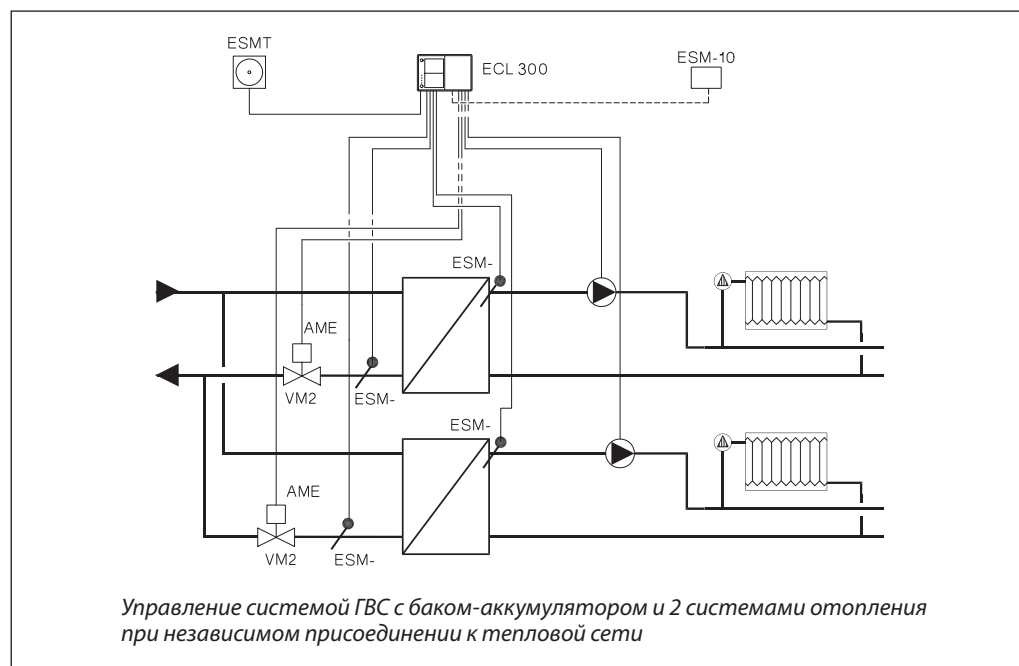 ESMT
ECL 300
ESM-10
ESM-
AME
VM2
ESM-
ESM-
AME
VM2
ESM-
Управление системой ГВС с баком-аккумулятором и 2 системами отопления
при независимом присоединении к тепловой сети